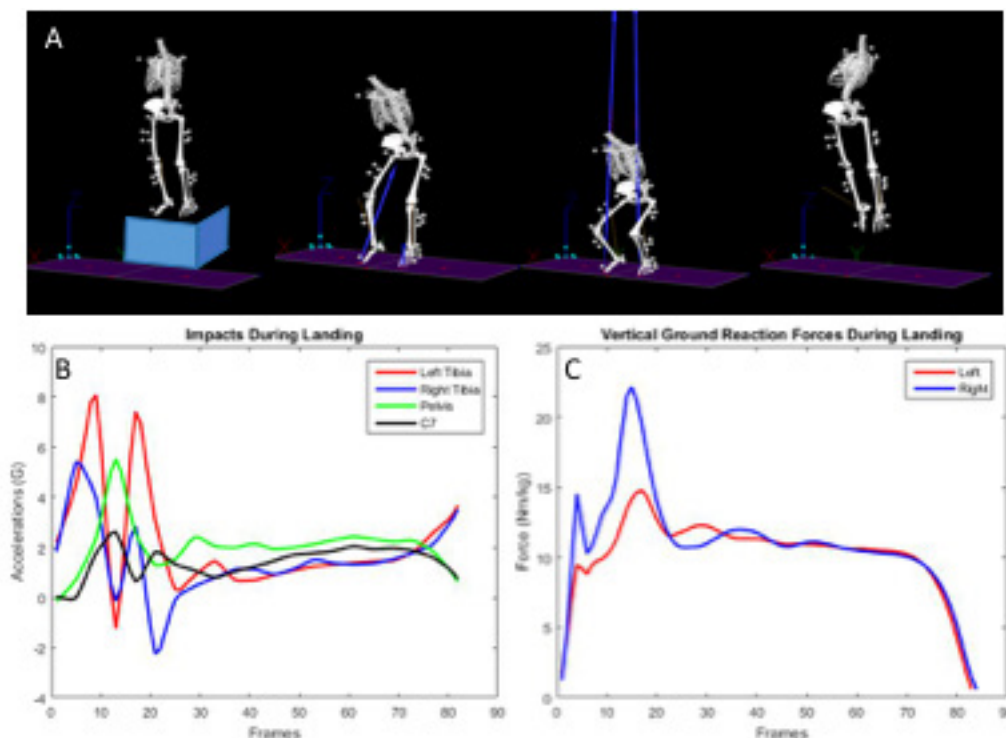 A
Impacts During Landing
B
Left Tibia
Right Tibia
Pelvis
C7
Accelerations (G)
10
8
6
4
2
0
-2
-4
0 10 20 30 40 50 60 70 80 90
Frames
Vertical Ground Reaction Forces During Landing
C
Left
Right
Force (Nm/kg)
25
20
15
10
5
0
0 10 20 30 40 50 60 70 80 90
Frames